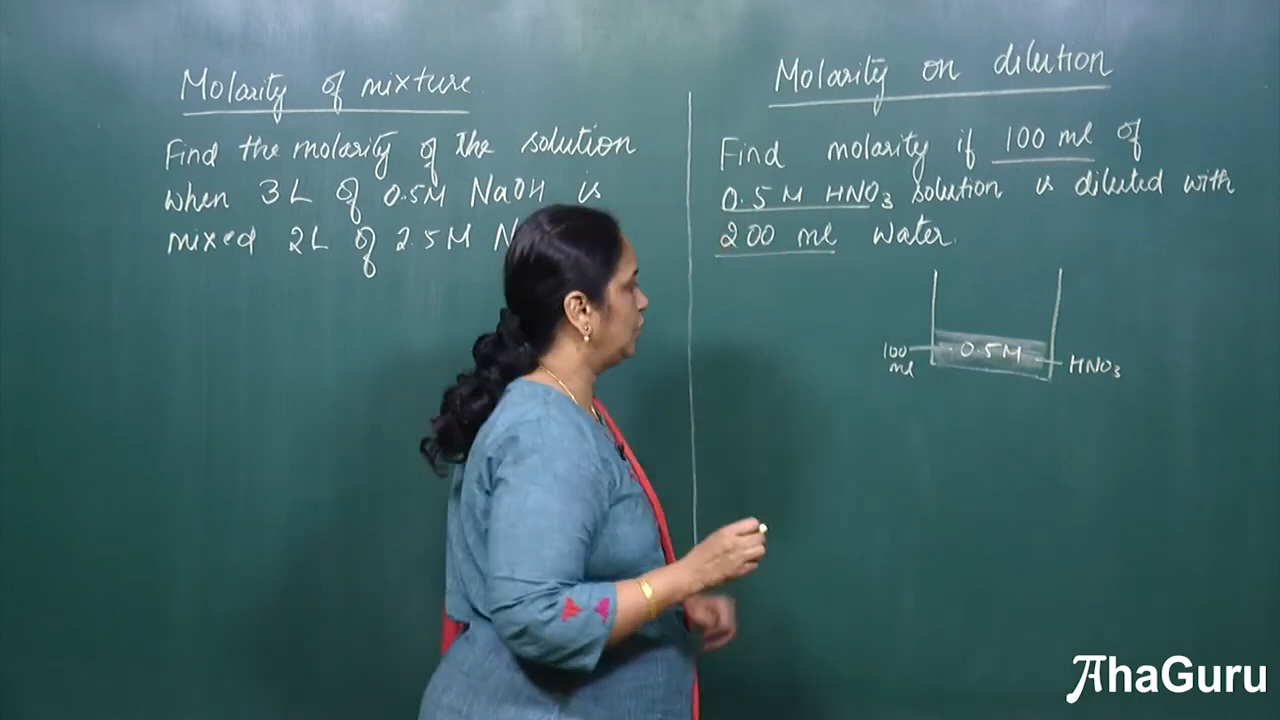 Molarity of mixture
Find the molarity of the solution
when 3L of 0.5M NaOH is
mixed 2L of 2.5M N
Molarity on dilution
Find molarity if 100 ml of
0.5 M HNO3 solution is diluted with
200 ml water.
100 ml
0.5M
HNO3
AhaGuru